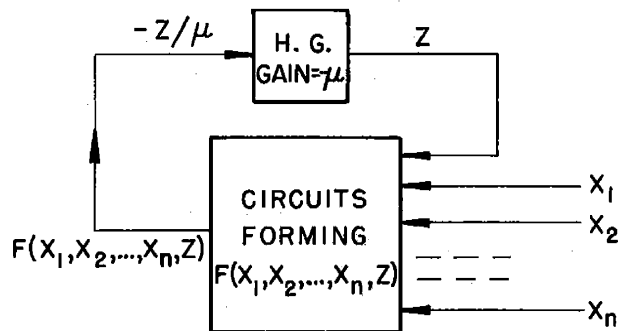 -Z/μ
H. G.
GAIN=-μ
Z
CIRCUITS
FORMING
F(X₁,X₂,...,Xₙ,Z)
F(X₁,X₂,...,Xₙ,Z)
X₁
X₂
Xₙ